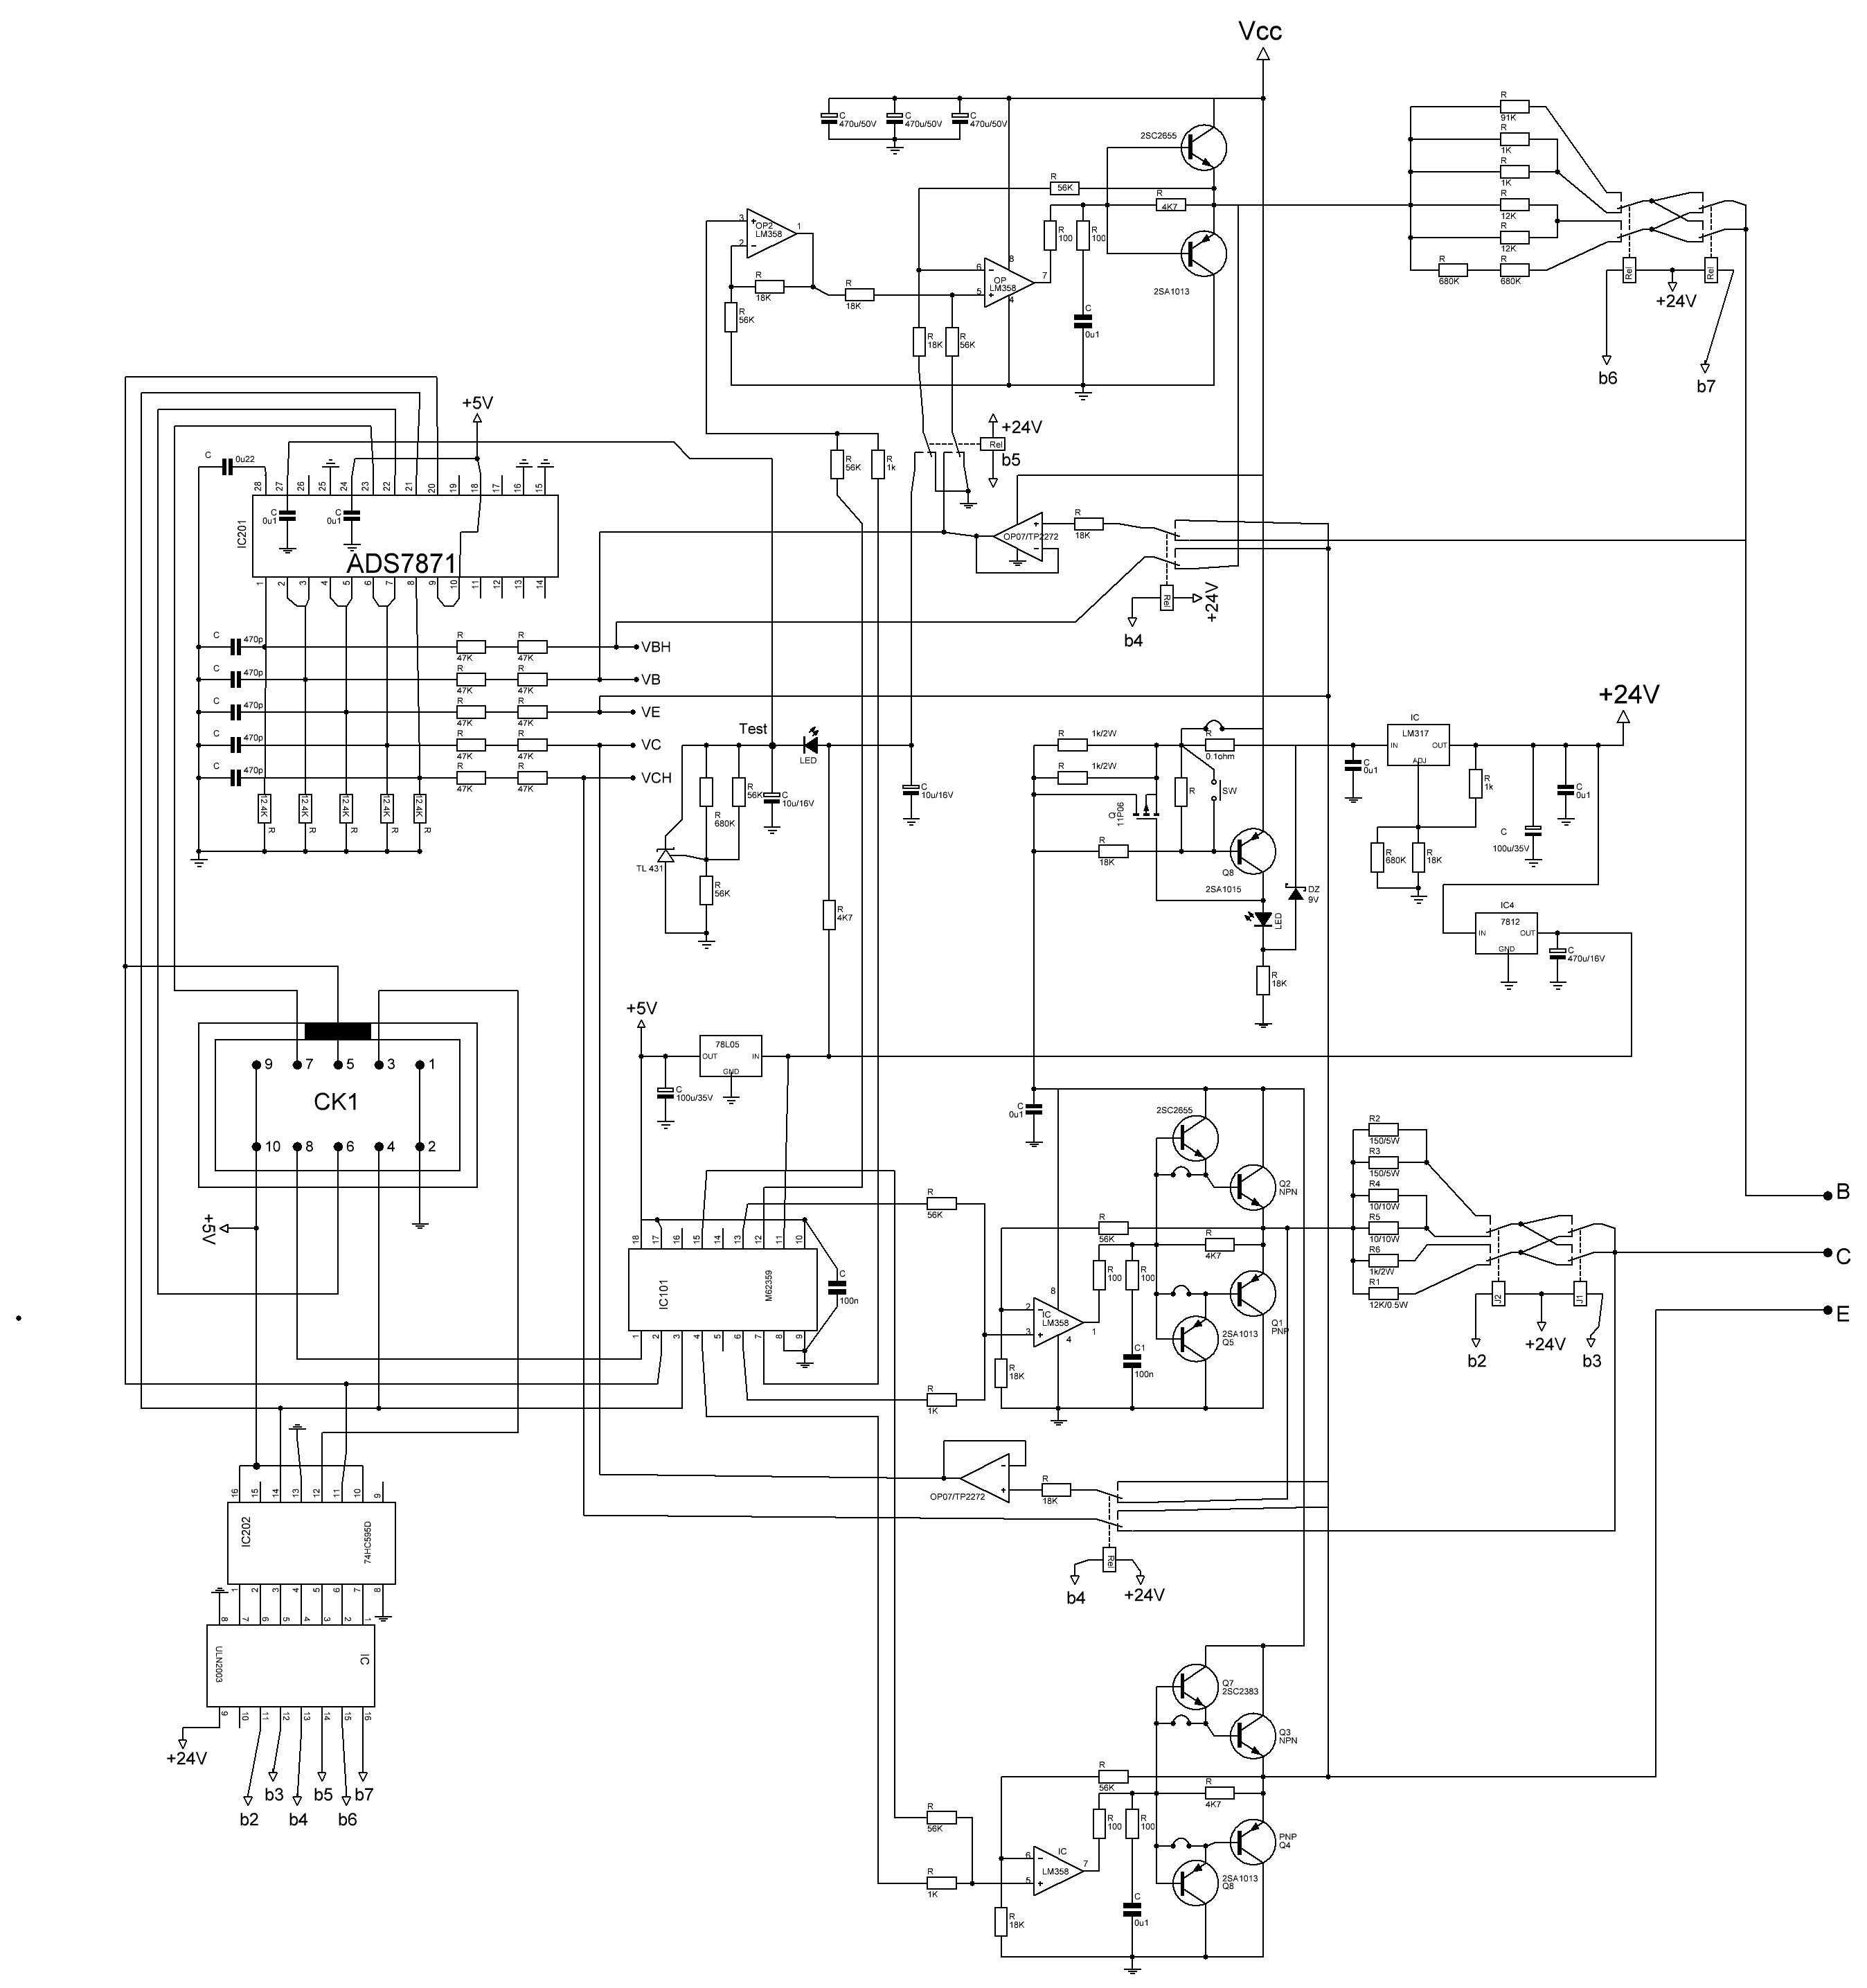 Vcc
C
470u/50V
C
470u/50V
C
470u/50V
2SC2655
R
56K
R
4K7
R
100
R
100
2SA1013
3
2
1
OP2
LM358
R
18K
R
18K
R
56K
6
5
8
7
4
OP
LM358
C
0u1
R
18K
R
56K
R
91K
R
1K
R
1K
R
12K
R
12K
R
680K
R
680K
Rel
Rel
+24V
b6
b7
+5V
C
0u22
28
27
26
25
24
23
22
21
20
19
18
17
16
15
C
0u1
C
0u1
IC201
ADS7871
1
2
3
4
5
6
7
8
9
10
11
12
13
14
R
56K
R
1k
+24V
Rel
b5
OP07/TP2272
R
18K
Rel
+24V
b4
C
470p
R
47K
R
47K
VBH
C
470p
R
47K
R
47K
VB
C
470p
R
47K
R
47K
VE
C
470p
R
47K
R
47K
VC
C
470p
R
47K
R
47K
VCH
12.4K
R
12.4K
R
12.4K
R
12.4K
R
12.4K
R
Test
LED
R
680K
R
56K
C
10u/16V
C
10u/16V
TL 431
R
56K
R
4K7
R
1k/2W
R
1k/2W
Q
11P06
R
0.1ohm
R
SW
R
18K
Q8
2SA1015
LED
DZ
9V
R
18K
C
0u1
IC
LM317
IN
OUT
ADJ
+24V
R
1k
C
0u1
C
100u/35V
R
680K
R
18K
IC4
7812
IN
OUT
GND
C
470u/16V
+5V
78L05
OUT
IN
GND
C
100u/35V
9
7
5
3
1
CK1
10
8
6
4
2
+5V
C
0u1
2SC2655
Q2
NPN
R
56K
R
56K
R
4K7
R
100
R
100
8
2
3
1
4
IC
LM358
Q1
PNP
2SA1013
Q5
C1
100n
R
18K
R
1K
18
17
16
15
14
13
12
11
10
IC101
M62359
C
100n
1
2
3
4
5
6
7
8
9
R2
150/5W
R3
150/5W
R4
10/10W
R5
10/10W
R6
1k/2W
R1
12K/0.5W
J2
J1
b2
+24V
b3
B
C
E
OP07/TP2272
R
18K
Rel
b4
+24V
16
15
14
13
12
11
10
9
IC202
74HC595D
1
2
3
4
5
6
7
8
8
7
6
5
4
3
2
1
ULN2003
IC
9
10
11
12
13
14
15
16
+24V
b3
b5
b7
b2
b4
b6
Q7
2SC2383
Q3
NPN
R
56K
R
4K7
R
100
R
100
R
56K
R
1K
6
5
7
IC
LM358
PNP
Q4
2SA1013
Q8
C
0u1
R
18K